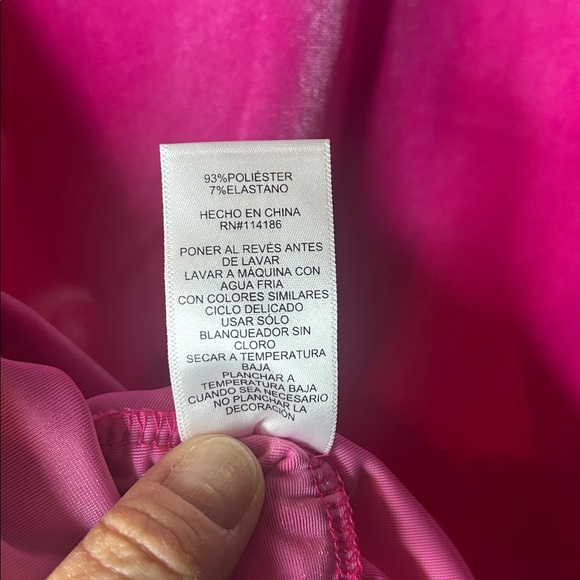 93%POLIÉSTER
7%ELASTANO
HECHO EN CHINA
RN#114186
PONER AL REVÉS ANTES
DE LAVAR
LAVAR A MÁQUINA CON
AGUA FRIA
CON COLORES SIMILARES
CICLO DELICADO
USAR SÓLO
BLANQUEADOR SIN
CLORO
SECAR A TEMPERATURA
BAJA
PLANCHAR A
TEMPERATURA BAJA
CUANDO SEA NECESARIO
NO PLANCHAR LA
DECORACIÓN